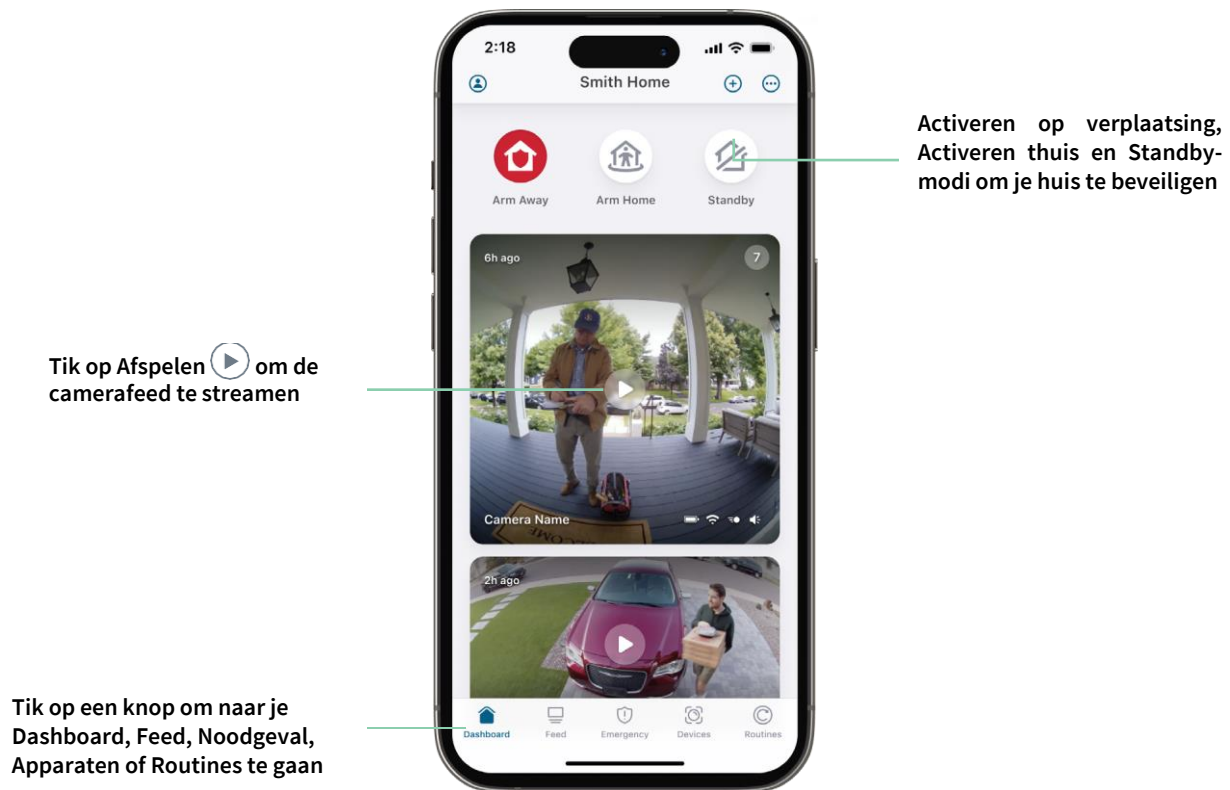 2:18
Smith Home
Arm Away
Arm Home
Standby
Activeren op verplaatsing,
Activeren thuis en Standby-
modi om je huis te beveiligen
6h ago
7
Tik op Afspelen om de
camerafeed te streamen
Camera Name
WELCOME
2h ago
Tik op een knop om naar je
Dashboard, Feed, Noodgeval,
Apparaten of Routines te gaan
Dashboard
Feed
Emergency
Devices
Routines